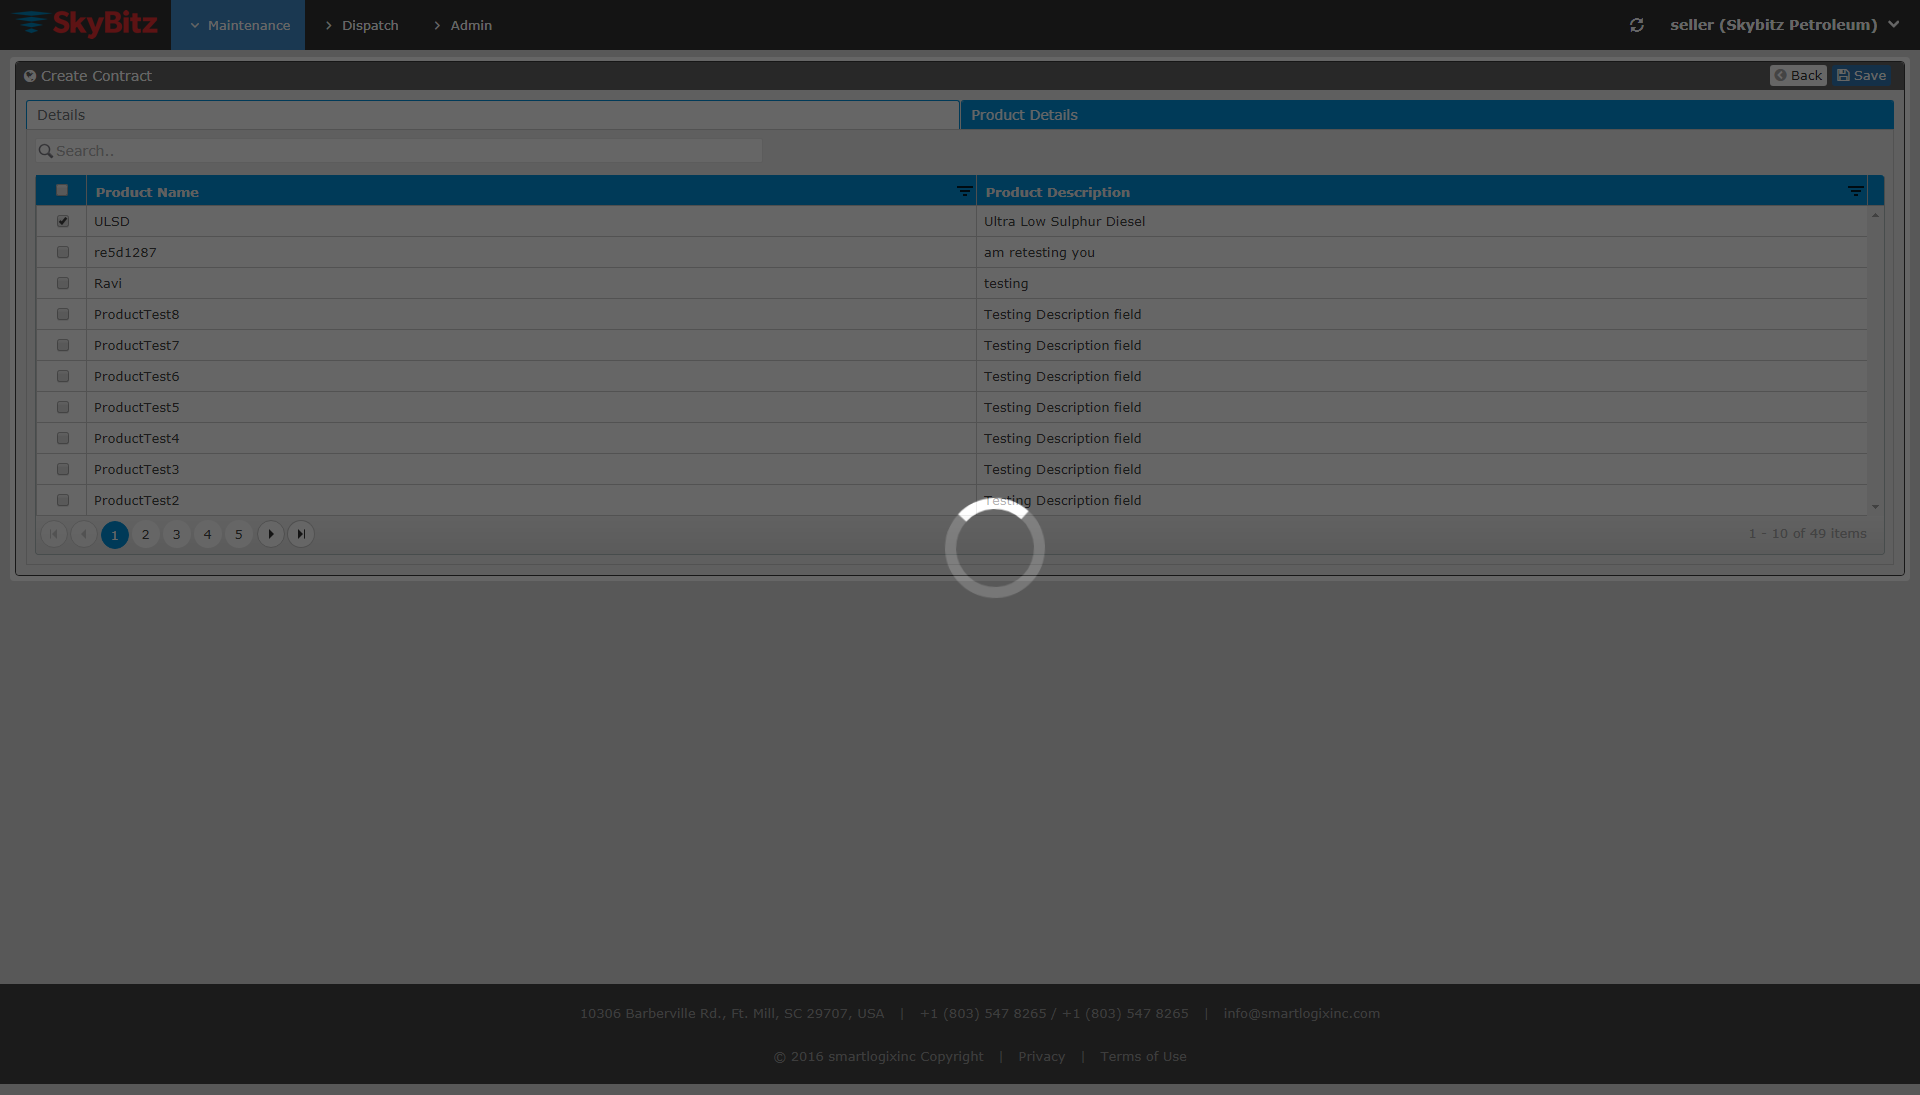 SkyBitz Maintenance Dispatch Admin seller (Skybitz Petroleum)
Create Contract Back Save
Details Product Details
Search..
Product Name Product Description
ULSD Ultra Low Sulphur Diesel
re5d1287 am retesting you
Ravi testing
ProductTest8 Testing Description field
ProductTest7 Testing Description field
ProductTest6 Testing Description field
ProductTest5 Testing Description field
ProductTest4 Testing Description field
ProductTest3 Testing Description field
ProductTest2 Testing Description field
1 2 3 4 5 1 - 10 of 49 items
10306 Barberville Rd., Ft. Mill, SC 29707, USA | +1 (803) 547 8265 / +1 (803) 547 8265 | info@smartlogixinc.com
© 2016 smartlogixinc Copyright | Privacy | Terms of Use